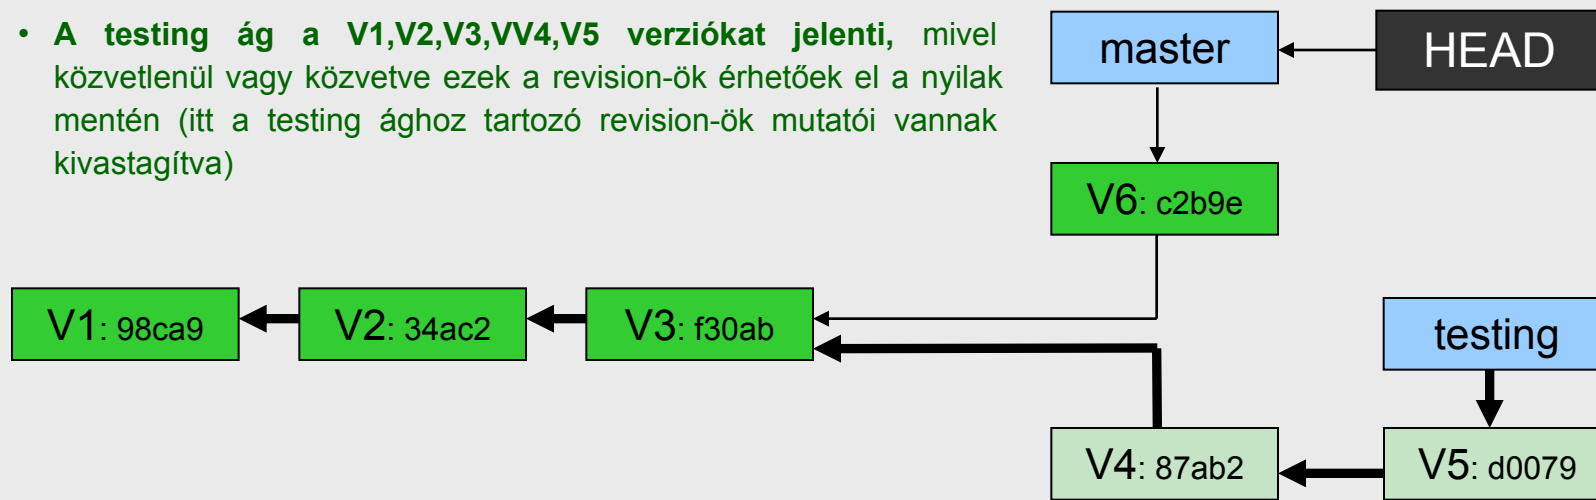 • A testing ág a V1,V2,V3,VV4,V5 verziókat jelenti, mivel
közvetlenül vagy közvetve ezek a revision-ök érhetőek el a nyilak
mentén (itt a testing ághoz tartozó revision-ök mutatói vannak
kivastagítva)
master
HEAD
V6: c2b9e
V1: 98ca9
V2: 34ac2
V3: f30ab
testing
V4: 87ab2
V5: d0079